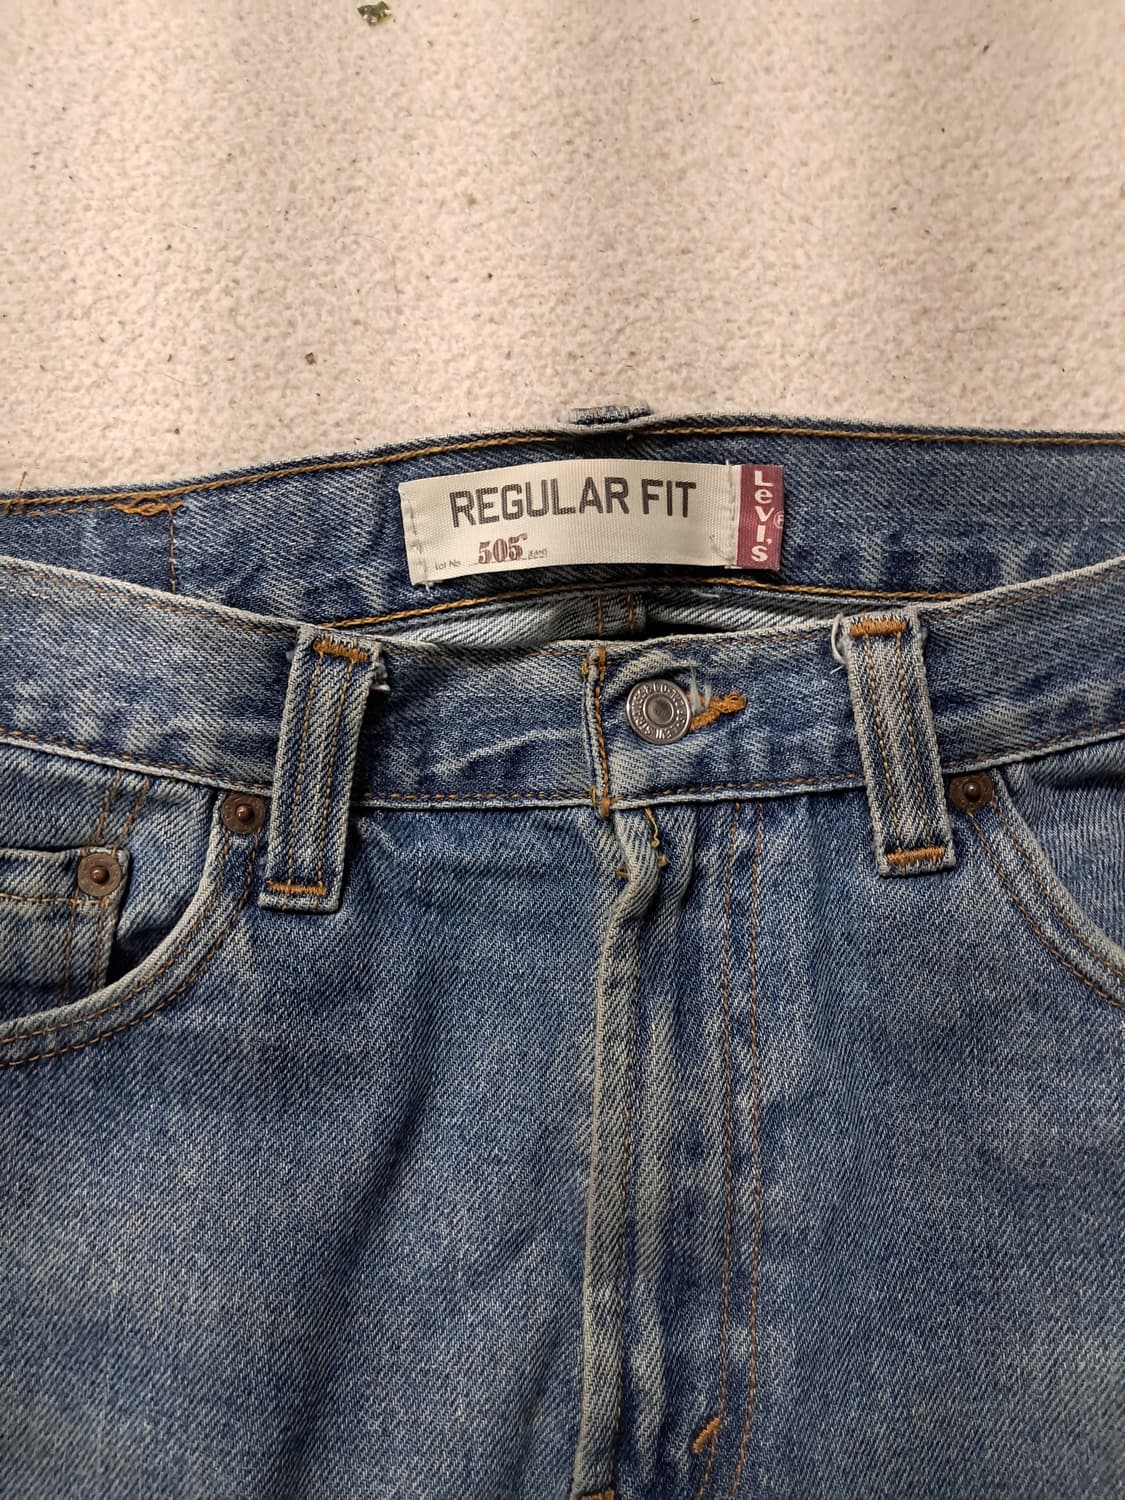 REGULAR FIT
Lot No 505 JEANS
Levi's®